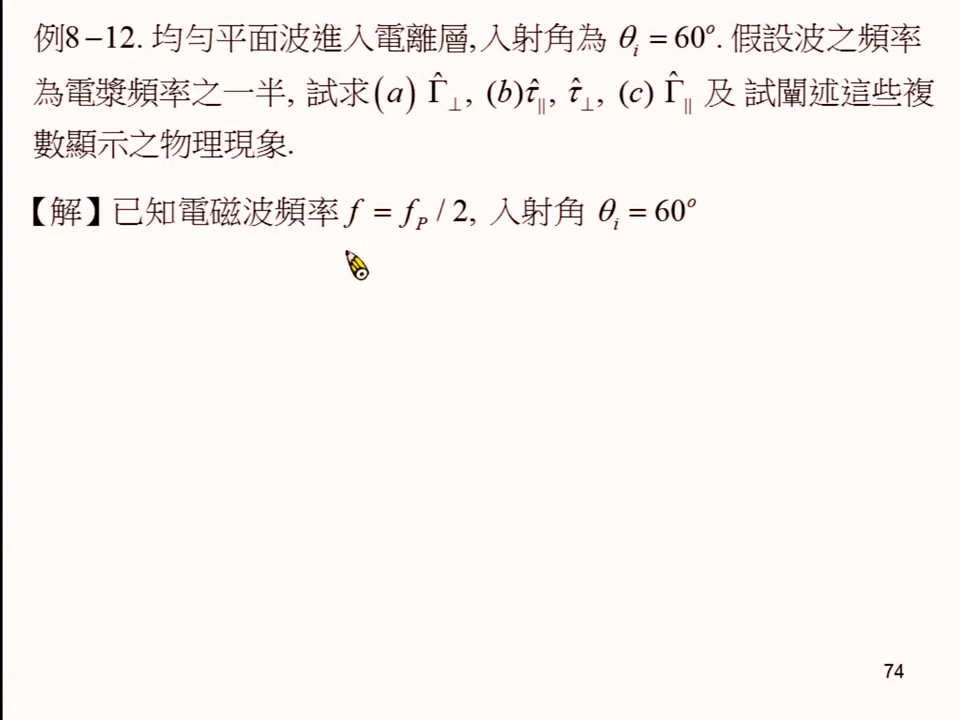 例8－12. 均勻平面波進入電離層, 入射角為 θᵢ = 60°. 假設波之頻率
為電漿頻率之一半, 試求(a) Γ̂⊥, (b)τ̂∥, τ̂⊥, (c) Γ̂∥ 及 試闡述這些複
數顯示之物理現象.
【解】已知電磁波頻率 f = f_P / 2, 入射角 θᵢ = 60°
74